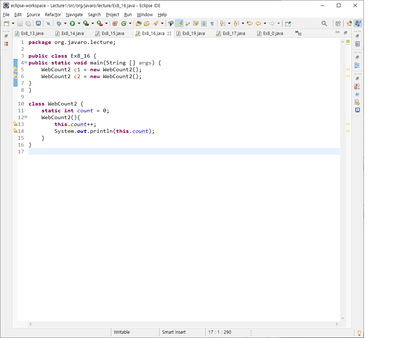 eclipse-workspace - Lecture1/src/org/javaro/lecture/Ex8_16.java - Eclipse IDE
File Edit Source Refactor Navigate Search Project Run Window Help
Ex8_13.java Ex8_14.java Ex8_15.java Ex8_16.java Ex8_19.java Ex8_17.java Ex8_0.java
1 package org.javaro.lecture;
2
3 public class Ex8_16 {
4 public static void main(String [] args) {
5 WebCount2 c1 = new WebCount2();
6 WebCount2 c2 = new WebCount2();
7 }
8 }
9
10 class WebCount2 {
11 static int count = 0;
12 WebCount2(){
13 this.count++;
14 System.out.println(this.count);
15 }
16 }
17
Writable Smart Insert 17 : 1 : 290